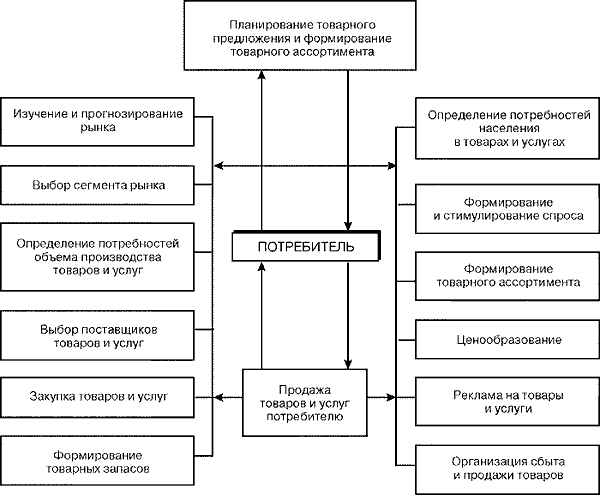 Планирование товарного
предложения и формирование
товарного ассортимента
Изучение и прогнозирование
рынка
Выбор сегмента рынка
Определение потребностей
объема производства
товаров и услуг
Выбор поставщиков
товаров и услуг
Закупка товаров и услуг
Формирование
товарных запасов
ПОТРЕБИТЕЛЬ
Продажа
товаров и услуг
потребителю
Определение потребностей
населения
в товарах и услугах
Формирование
и стимулирование спроса
Формирование
товарного ассортимента
Ценообразование
Реклама на товары
и услуги
Организация сбыта
и продажи товаров